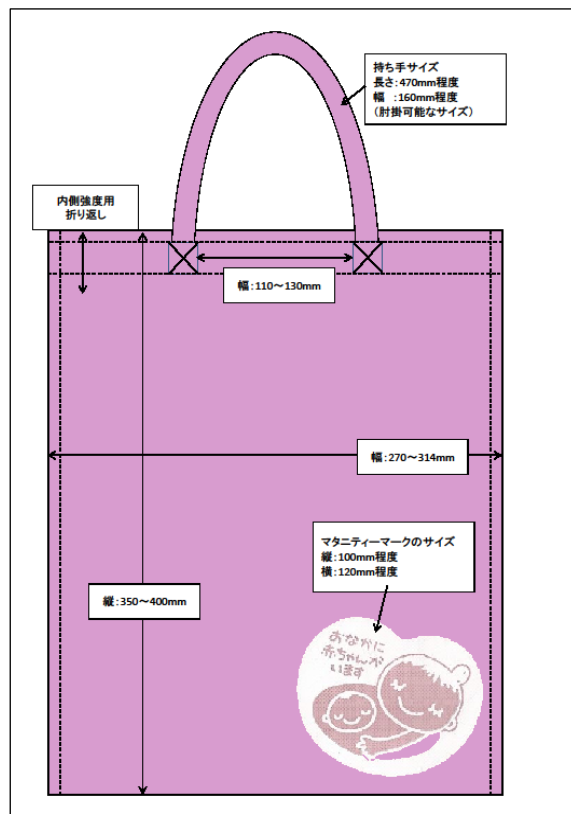 持ち手サイズ
長さ:470mm程度
幅 :160mm程度
(肘掛可能なサイズ)
内側強度用
折り返し
幅:110～130mm
幅:270～314mm
マタニティーマークのサイズ
縦:100mm程度
横:120mm程度
縦:350～400mm
おなかに
赤ちゃんが
います